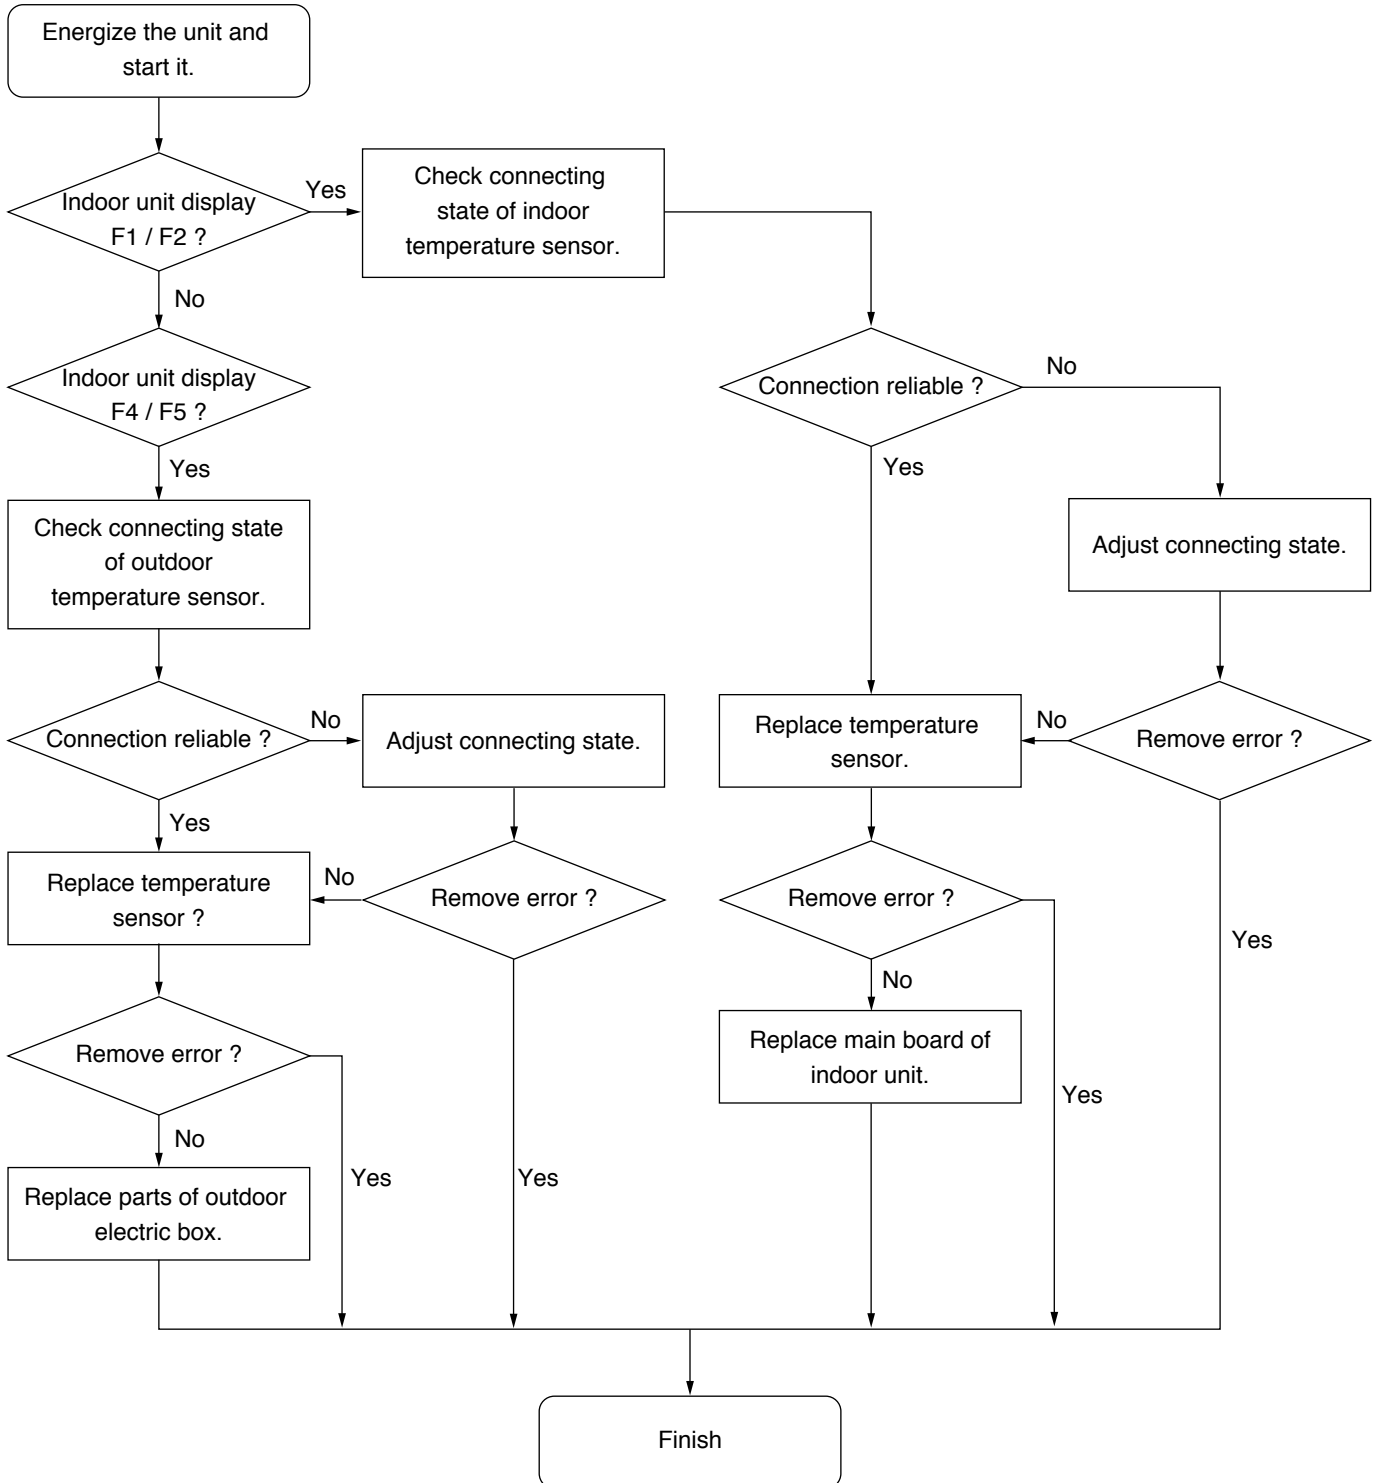 Energize the unit and
start it.
Indoor unit display
F1 / F2 ?
Yes
Check connecting
state of indoor
temperature sensor.
No
Indoor unit display
F4 / F5 ?
Connection reliable ?
No
Yes
Yes
Check connecting state
of outdoor
temperature sensor.
Adjust connecting state.
Connection reliable ?
No
Adjust connecting state.
Replace temperature
sensor.
No
Remove error ?
Yes
Replace temperature
sensor ?
No
Remove error ?
Remove error ?
Yes
No
Remove error ?
Replace main board of
indoor unit.
Yes
No
Yes
Yes
Replace parts of outdoor
electric box.
Finish